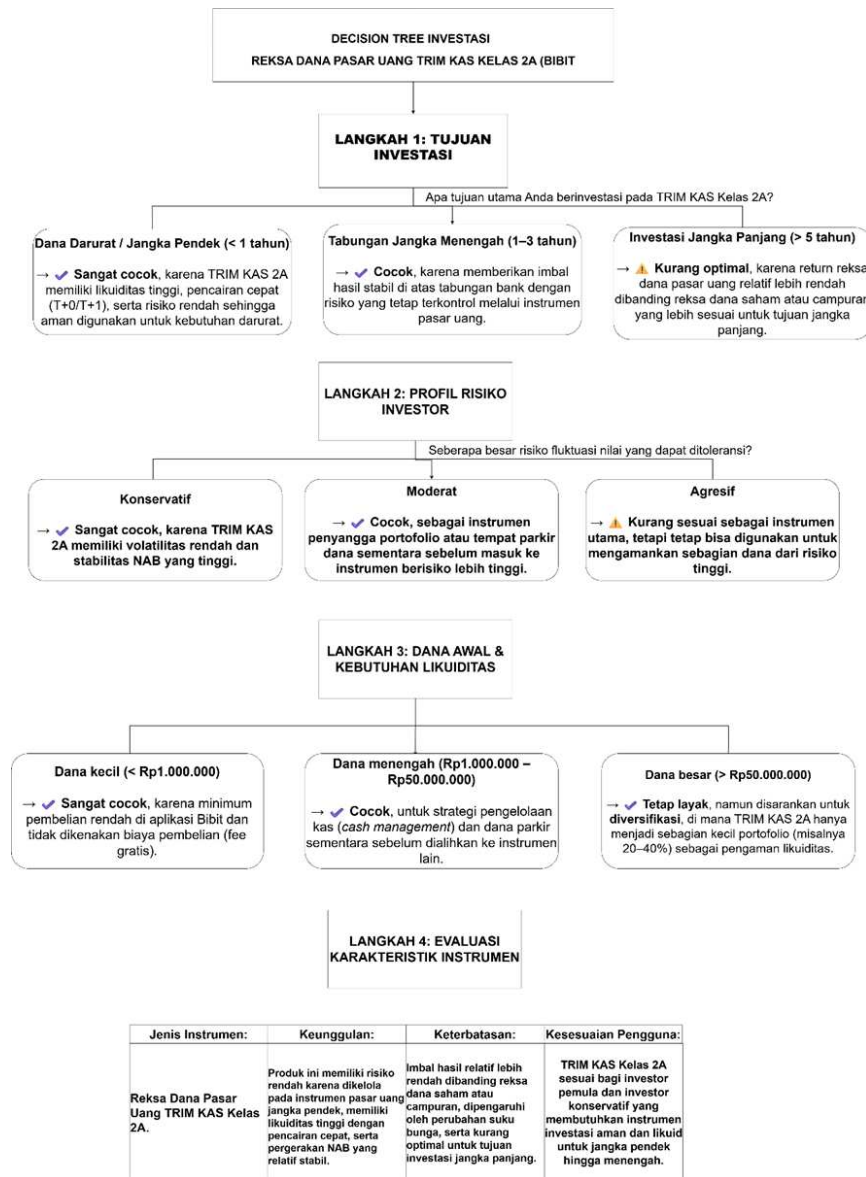 DECISION TREE INVESTASI
REKSA DANA PASAR UANG TRIM KAS KELAS 2A (BIBIT
LANGKAH 1: TUJUAN
INVESTASI
Apa tujuan utama Anda berinvestasi pada TRIM KAS Kelas 2A?
Dana Darurat / Jangka Pendek (< 1 tahun)
→ ✔ Sangat cocok, karena TRIM KAS 2A
memiliki likuiditas tinggi, pencairan cepat
(T+0/T+1), serta risiko rendah sehingga
aman digunakan untuk kebutuhan darurat.
Tabungan Jangka Menengah (1–3 tahun)
→ ✔ Cocok, karena memberikan imbal
hasil stabil di atas tabungan bank dengan
risiko yang tetap terkontrol melalui instrumen
pasar uang.
Investasi Jangka Panjang (> 5 tahun)
→ ⚠ Kurang optimal, karena return reksa
dana pasar uang relatif lebih rendah
dibanding reksa dana saham atau campuran
yang lebih sesuai untuk tujuan jangka
panjang.
LANGKAH 2: PROFIL RISIKO
INVESTOR
Seberapa besar risiko fluktuasi nilai yang dapat ditoleransi?
Konservatif
→ ✔ Sangat cocok, karena TRIM KAS
2A memiliki volatilitas rendah dan
stabilitas NAB yang tinggi.
Moderat
→ ✔ Cocok, sebagai instrumen
penyangga portofolio atau tempat parkir
dana sementara sebelum masuk ke
instrumen berisiko lebih tinggi.
Agresif
→ ⚠ Kurang sesuai sebagai instrumen
utama, tetapi tetap bisa digunakan untuk
mengamankan sebagian dana dari risiko
tinggi.
LANGKAH 3: DANA AWAL &
KEBUTUHAN LIKUIDITAS
Dana kecil (< Rp1.000.000)
→ ✔ Sangat cocok, karena minimum
pembelian rendah di aplikasi Bibit dan
tidak dikenakan biaya pembelian (fee
gratis).
Dana menengah (Rp1.000.000 –
Rp50.000.000)
→ ✔ Cocok, untuk strategi pengelolaan
kas (cash management) dan dana parkir
sementara sebelum dialihkan ke instrumen
lain.
Dana besar (> Rp50.000.000)
→ ✔ Tetap layak, namun disarankan untuk
diversifikasi, di mana TRIM KAS 2A hanya
menjadi sebagian kecil portofolio (misalnya
20–40%) sebagai pengaman likuiditas.
LANGKAH 4: EVALUASI
KARAKTERISTIK INSTRUMEN
Jenis Instrumen:
Keunggulan:
Keterbatasan:
Kesesuaian Pengguna:
Reksa Dana Pasar
Uang TRIM KAS Kelas
2A.
Produk ini memiliki risiko
rendah karena dikelola
pada instrumen pasar uang
jangka pendek, memiliki
likuiditas tinggi dengan
pencairan cepat, serta
pergerakan NAB yang
relatif stabil.
Imbal hasil relatif lebih
rendah dibanding reksa
dana saham atau
campuran, dipengaruhi
oleh perubahan suku
bunga, serta kurang
optimal untuk tujuan
investasi jangka panjang.
TRIM KAS Kelas 2A
sesuai bagi investor
pemula dan investor
konservatif yang
membutuhkan instrumen
investasi aman dan likuid
untuk jangka pendek
hingga menengah.